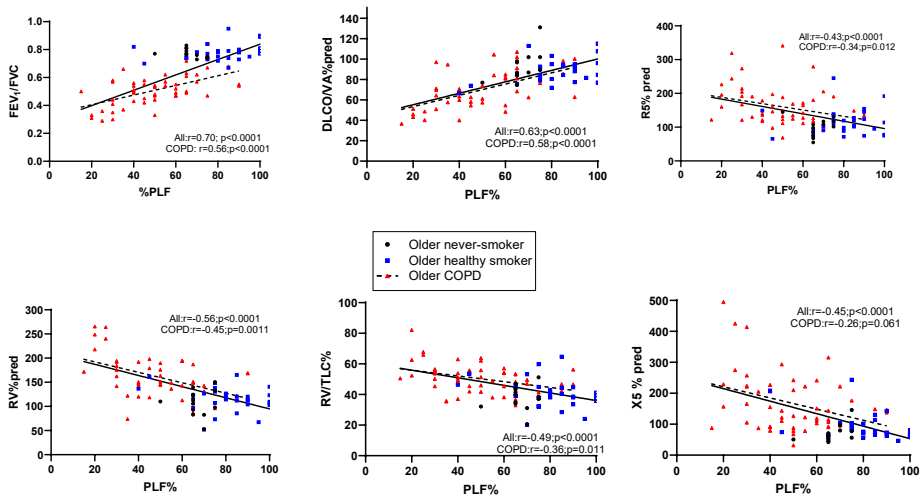 1.0
0.8
0.6
0.4
0.2
0.0
FEV1/FVC
0 20 40 60 80 100
%PLF
All:r=0.70; p<0.0001
COPD: r=0.56;p<0.0001
140
120
100
80
60
40
20
0
DLCO/VA%pred
0 20 40 60 80 100
PLF%
All:r=0.63;p<0.0001
COPD:r=0.58;p<0.0001
All:r=-0.43;p<0.0001
COPD:r=-0.34;p=0.012
400
300
200
100
0
R5% pred
0 20 40 60 80 100
PLF%
Older never-smoker
Older healthy smoker
Older COPD
All:r=-0.56;p<0.0001
COPD:r=-0.45;p=0.0011
300
250
200
150
100
50
0
RV%pred
0 20 40 60 80 100
PLF%
100
80
60
40
20
0
RV/TLC%
0 20 40 60 80 100
PLF%
All:r=-0.49;p<0.0001
COPD:r=-0.36;p=0.011
All:r=-0.45;p<0.0001
COPD:r=-0.26;p=0.061
500
400
300
200
100
0
X5 % pred
0 20 40 60 80 100
PLF%